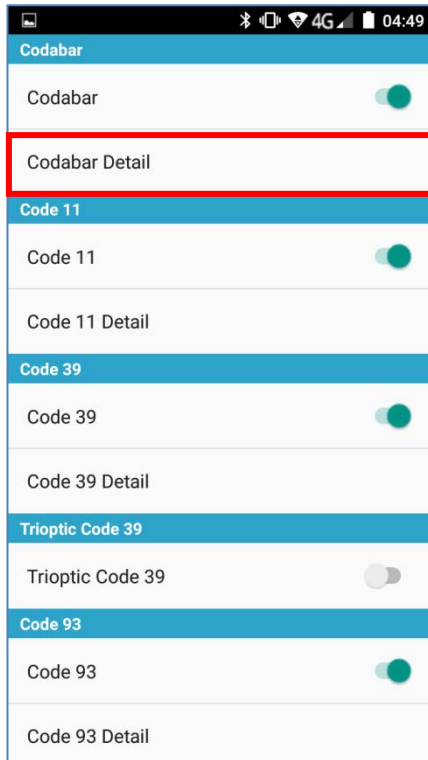 4G 04:49
Codabar
Codabar
Codabar Detail
Code 11
Code 11
Code 11 Detail
Code 39
Code 39
Code 39 Detail
Trioptic Code 39
Trioptic Code 39
Code 93
Code 93
Code 93 Detail